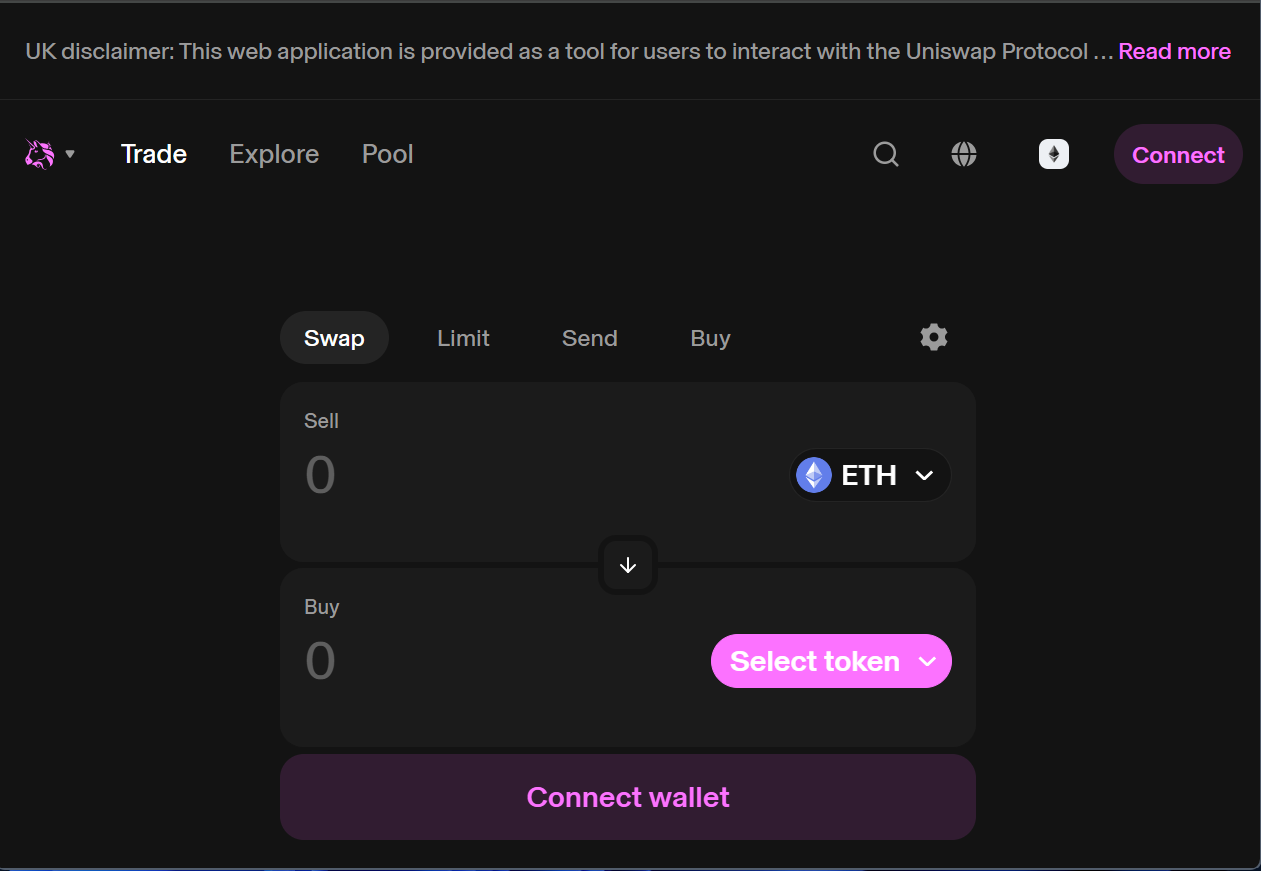 UK disclaimer: This web application is provided as a tool for users to interact with the Uniswap Protocol … Read more
Trade Explore Pool Connect
Swap Limit Send Buy
Sell
0 ETH
Buy
0 Select token
Connect wallet